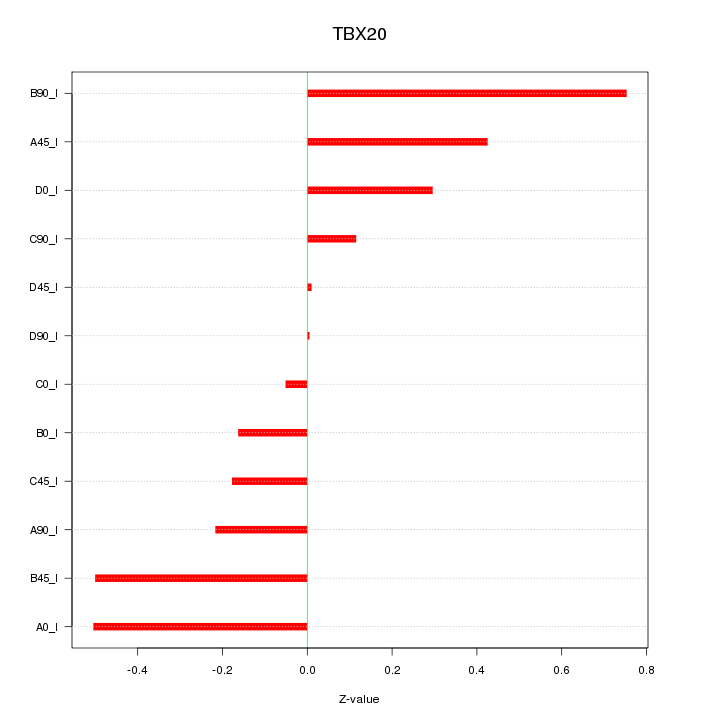 TBX20
B90_I
A45_I
D0_I
C90_I
D45_I
D90_I
C0_I
B0_I
C45_I
A90_I
B45_I
A0_I
-0.4 -0.2 0.0 0.2 0.4 0.6 0.8
Z-value